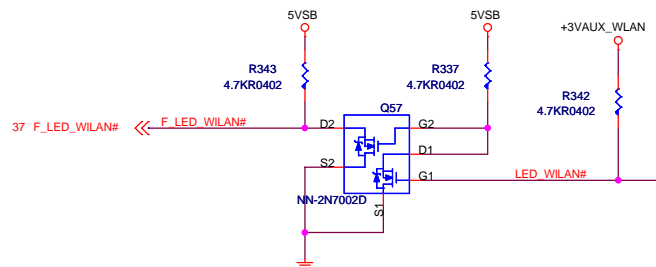 5VSB
5VSB
+3VAUX_WLAN
R343
4.7KR0402
R337
4.7KR0402
R342
4.7KR0402
Q57
37 F_LED_WILAN#
F_LED_WILAN#
D2
G2
D1
S2
G1
LED_WILAN#
NN-2N7002D
S1